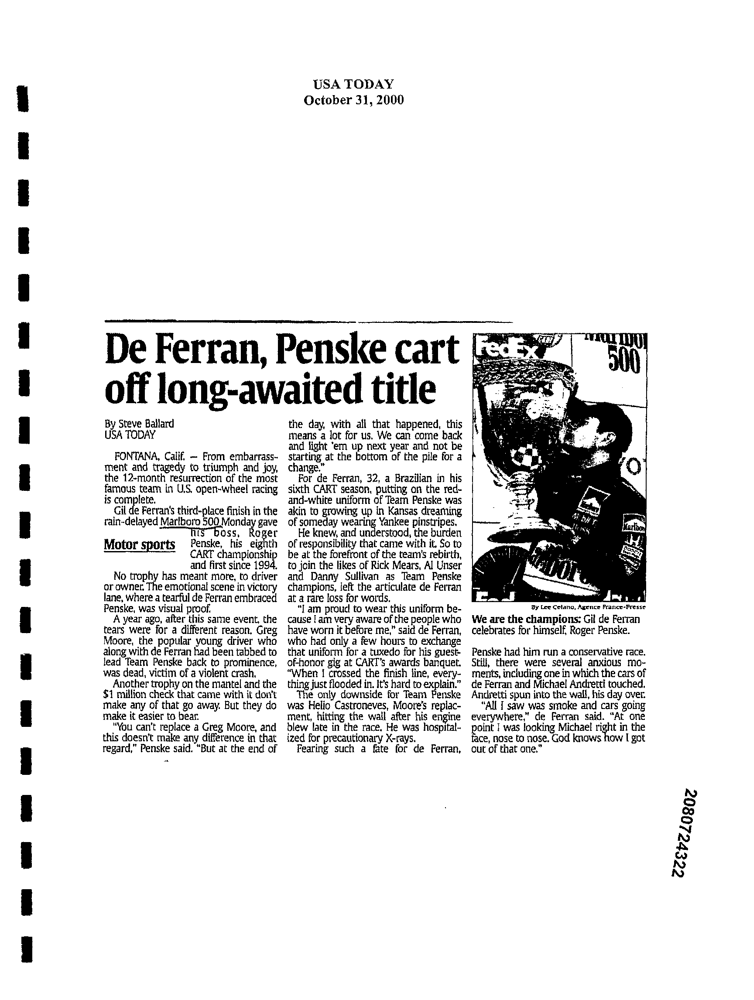 USA TODAY
October 31, 2000
De Ferran, Penske cart
off long-awaited title
By Steve Ballard
USA TODAY
FONTANA, Calif. — From embarrass-
ment and tragedy to triumph and joy,
the 12-month resurrection of the most
famous team in U.S. open-wheel racing
is complete.
Gil de Ferran's third-place finish in the
rain-delayed Marlboro 500 Monday gave
his boss, Roger
Motor sports
Penske, his eighth
CART championship
and first since 1994.
No trophy has meant more, to driver
or owner. The emotional scene in victory
lane, where a tearful de Ferran embraced
Penske, was visual proof.
A year ago, after this same event, the
tears were for a different reason. Greg
Moore, the popular young driver who
along with de Ferran had been tabbed to
lead Team Penske back to prominence,
was dead, victim of a violent crash.
Another trophy on the mantel and the
$1 million check that came with it don't
make any of that go away. But they do
make it easier to bear.
"You can't replace a Greg Moore, and
this doesn't make any difference in that
regard," Penske said. "But at the end of
the day, with all that happened, this
means a lot for us. We can come back
and light 'em up next year and not be
starting at the bottom of the pile for a
change."
For de Ferran, 32, a Brazilian in his
sixth CART season, putting on the red-
and-white uniform of Team Penske was
akin to growing up in Kansas dreaming
of someday wearing Yankee pinstripes.
He knew, and understood, the burden
of responsibility that came with it. So to
be at the forefront of the team's rebirth,
to join the likes of Rick Mears, Al Unser
and Danny Sullivan as Team Penske
champions, left the articulate de Ferran
at a rare loss for words.
"I am proud to wear this uniform be-
cause I am very aware of the people who
have worn it before me," said de Ferran,
who had only a few hours to exchange
that uniform for a tuxedo for his guest-
of-honor gig at CART's awards banquet.
"When I crossed the finish line, every-
thing just flooded in. It's hard to explain."
The only downside for Team Penske
was Helio Castroneves, Moore's replac-
ment, hitting the wall after his engine
blew late in the race. He was hospital-
ized for precautionary X-rays.
Fearing such a fate for de Ferran,
FedEx
500
Marlboro
By Lee Celano, Agence France-Presse
We are the champions: Gil de Ferran
celebrates for himself, Roger Penske.
Penske had him run a conservative race.
Still, there were several anxious mo-
ments, including one in which the cars of
de Ferran and Michael Andretti touched.
Andretti spun into the wall, his day over.
"All I saw was smoke and cars going
everywhere," de Ferran said. "At one
point I was looking Michael right in the
face, nose to nose. God knows how I got
out of that one."
2080724322